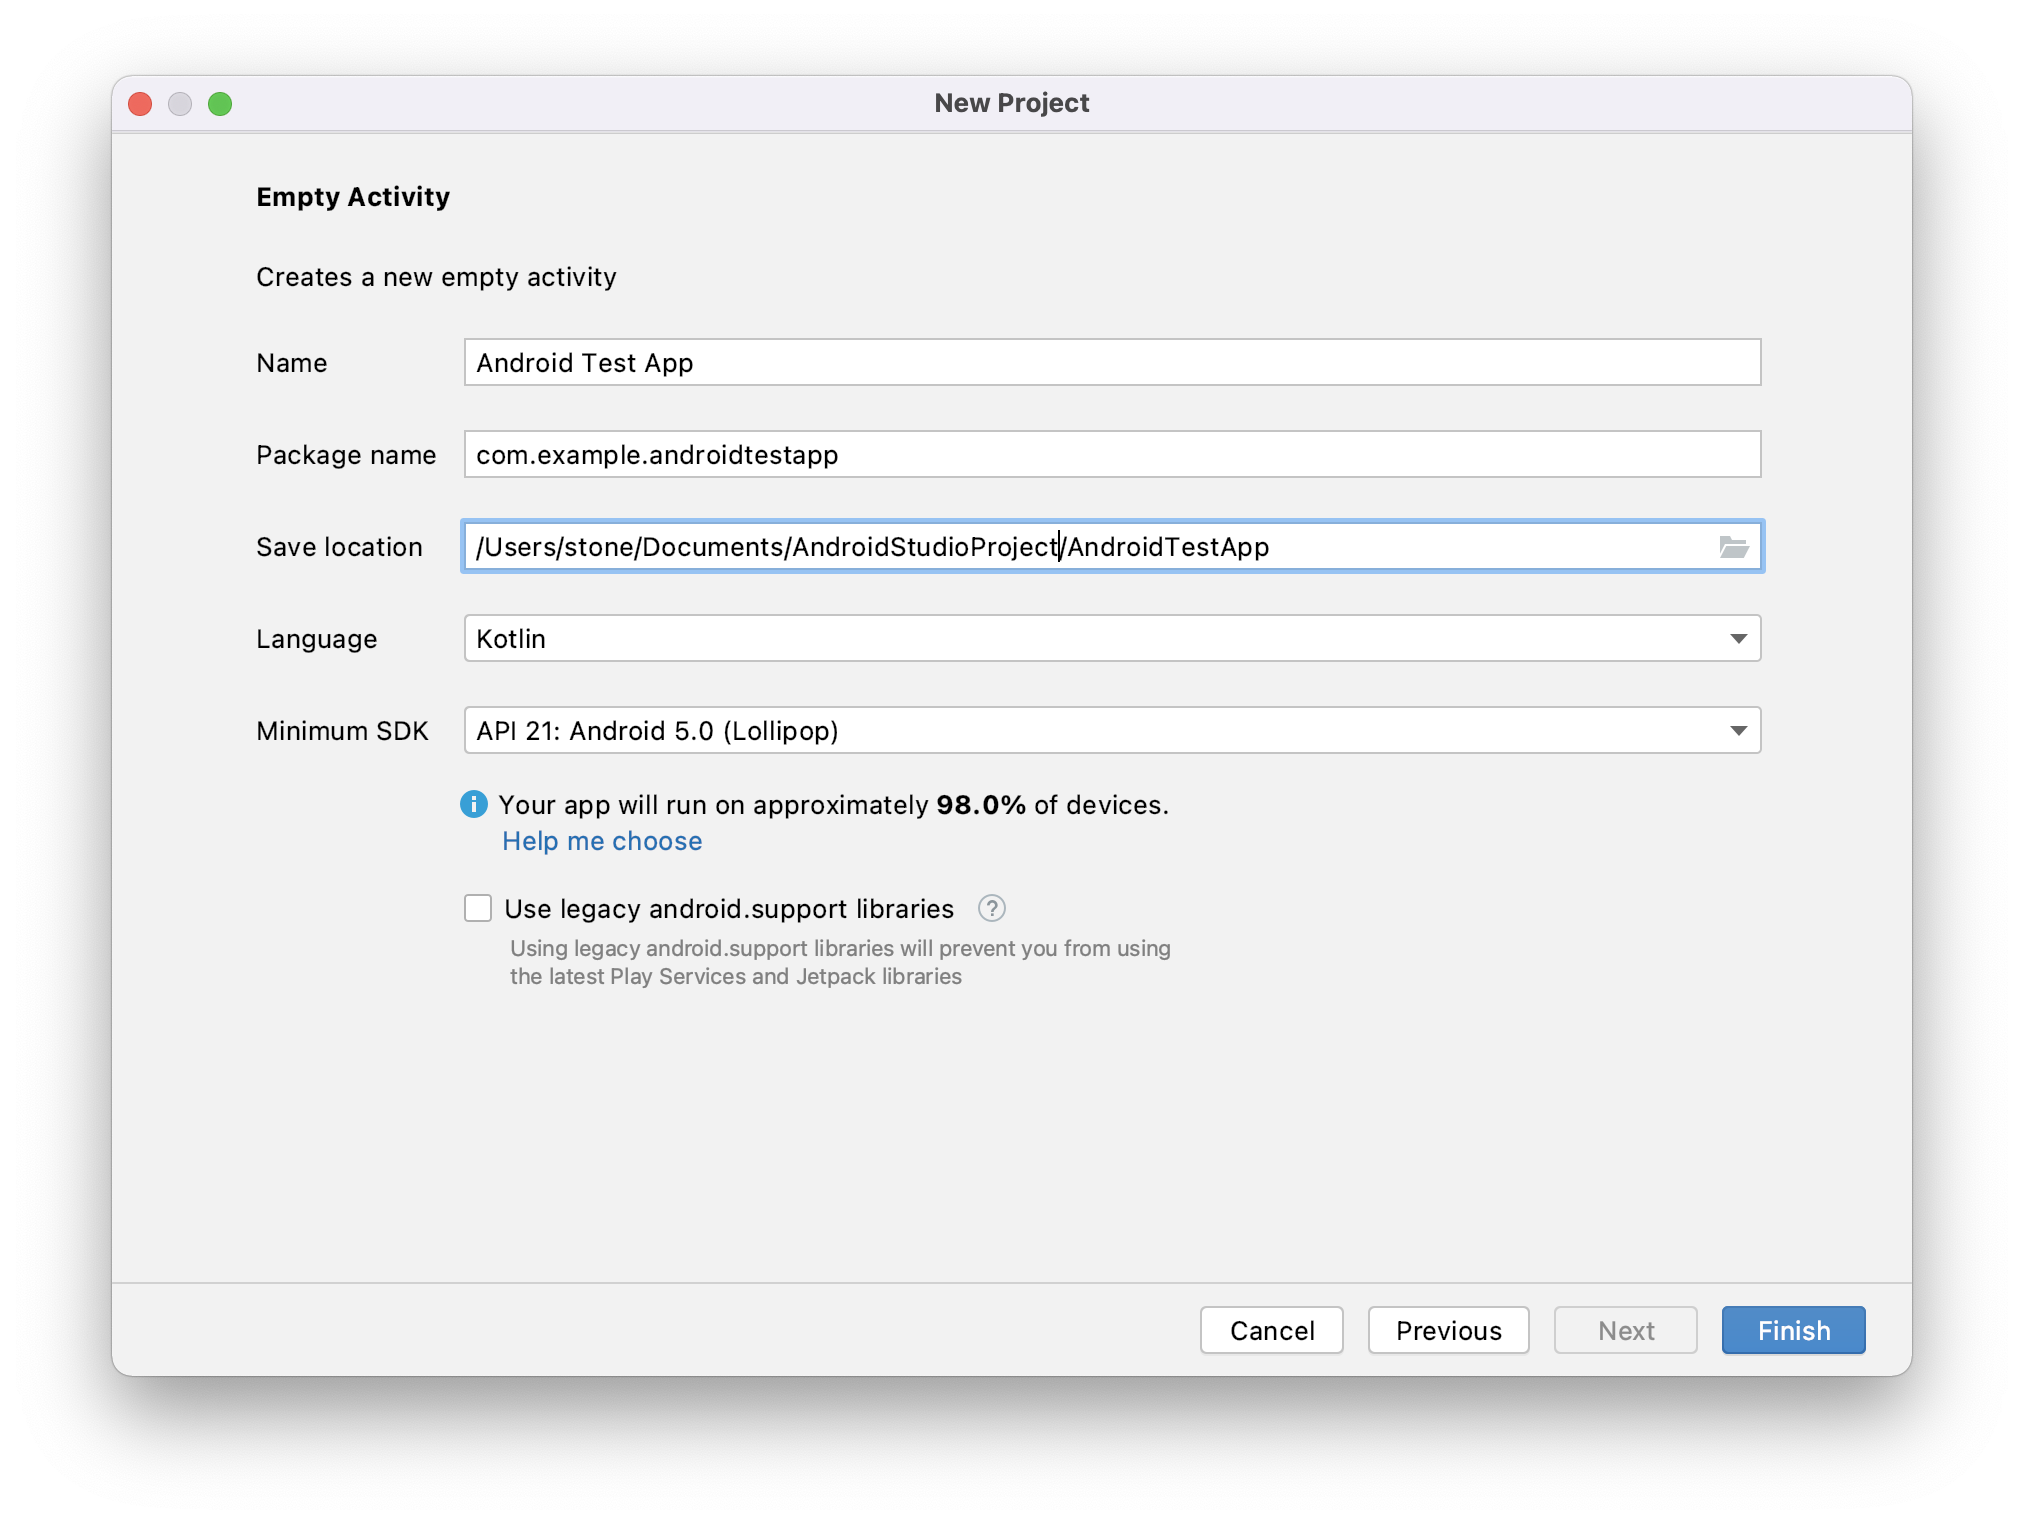 New Project
Empty Activity
Creates a new empty activity
Name
Android Test App
Package name
com.example.androidtestapp
Save location
/Users/stone/Documents/AndroidStudioProject/AndroidTestApp
Language
Kotlin
Minimum SDK
API 21: Android 5.0 (Lollipop)
Your app will run on approximately 98.0% of devices.
Help me choose
Use legacy android.support libraries
Using legacy android.support libraries will prevent you from using
the latest Play Services and Jetpack libraries
Cancel
Previous
Next
Finish